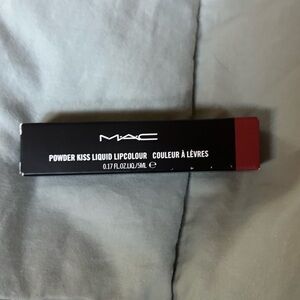 MAC
POWDER KISS LIQUID LIPCOLOUR COULEUR À LÈVRES
0.17 FL.OZ.LIQ./5ML ℮